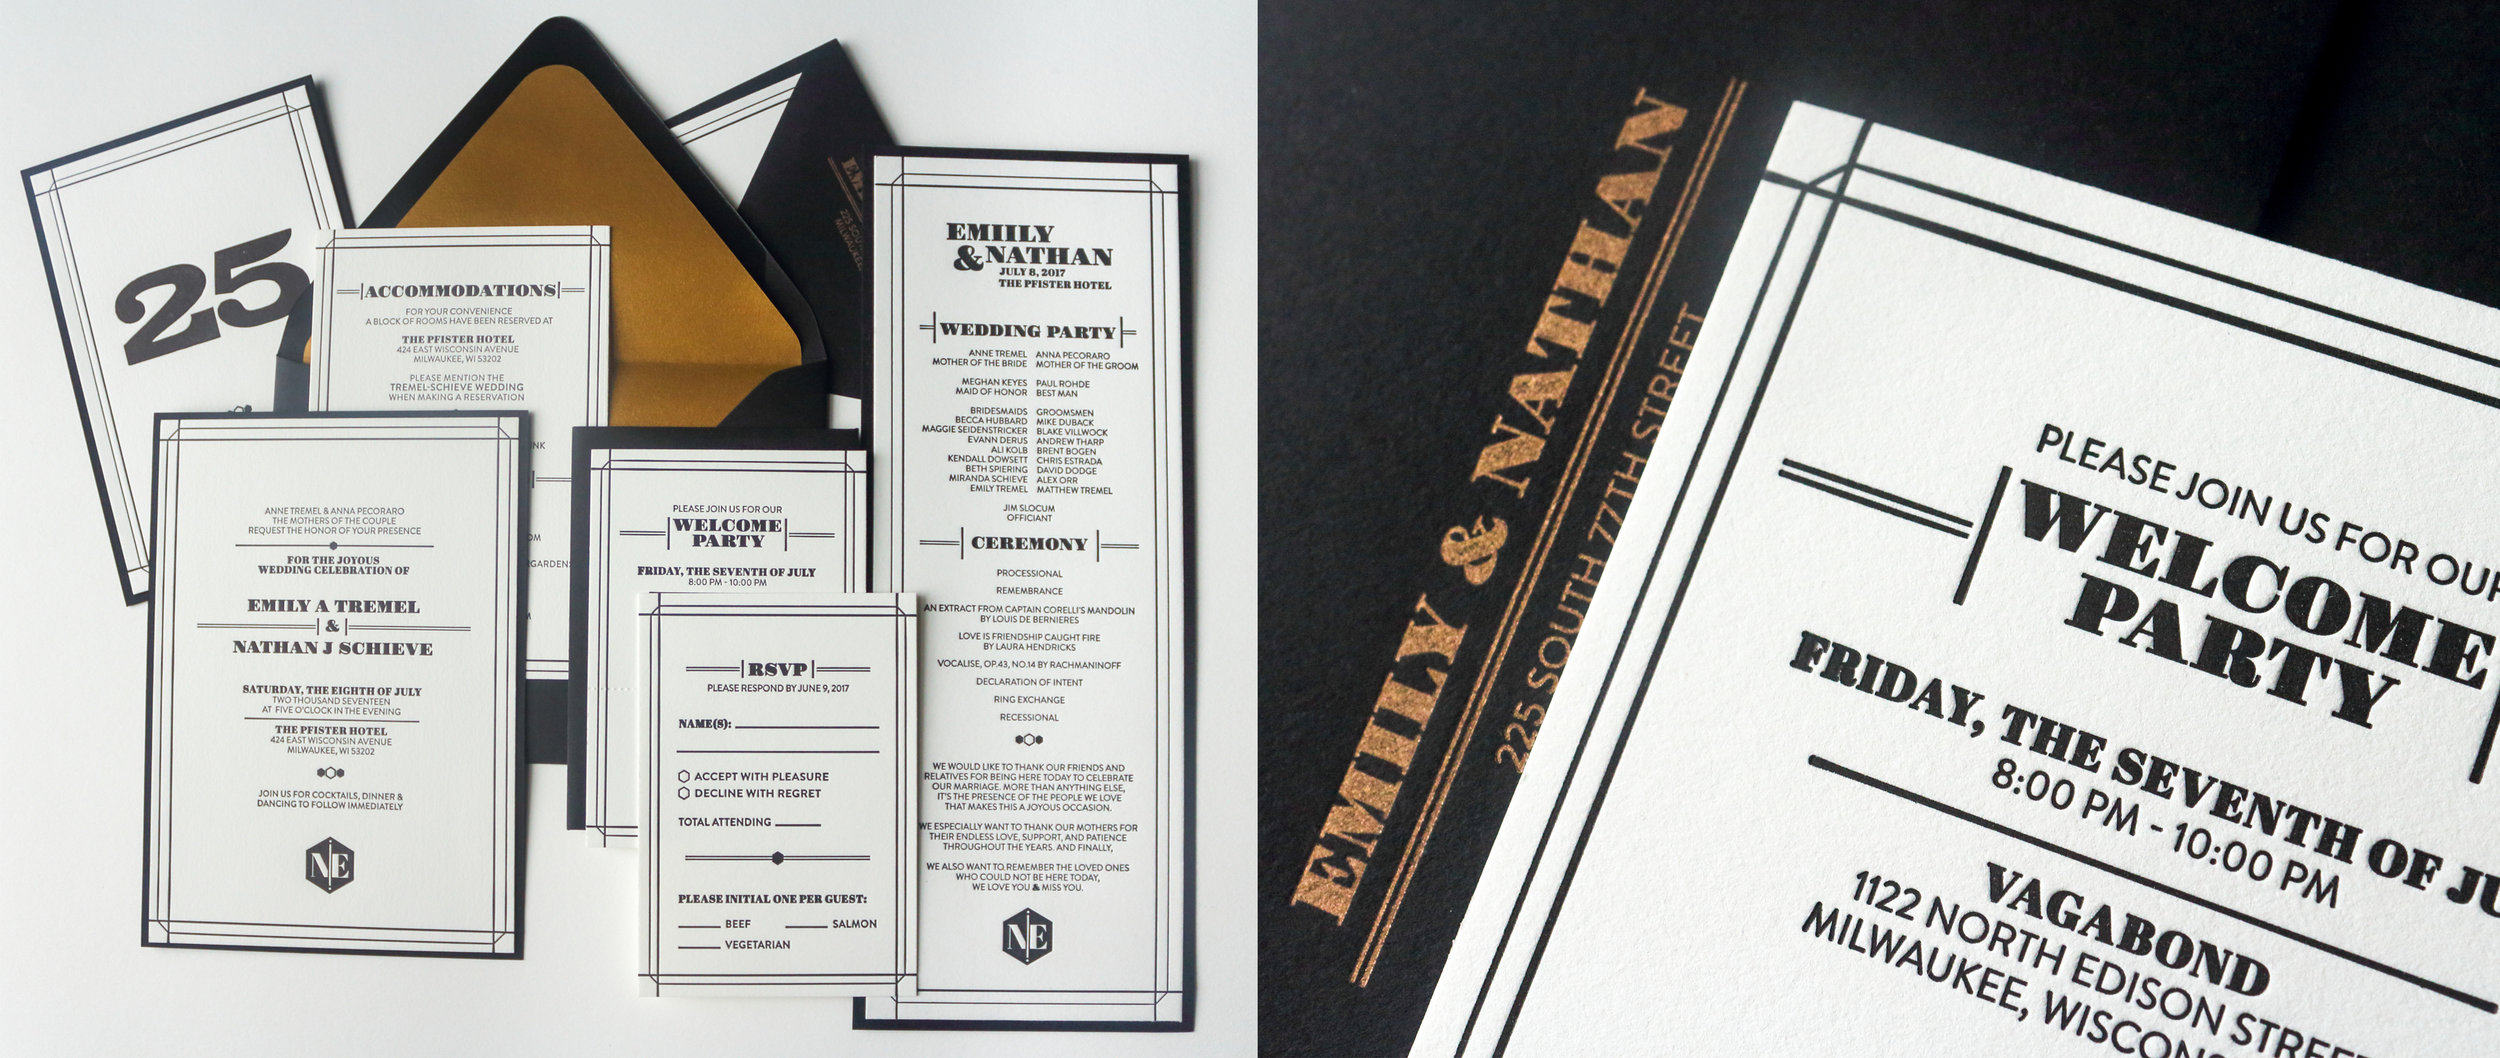 25
ACCOMMODATIONS
FOR YOUR CONVENIENCE
A BLOCK OF ROOMS HAVE BEEN RESERVED AT
THE PFISTER HOTEL
424 EAST WISCONSIN AVENUE
MILWAUKEE, WI 53202
PLEASE MENTION THE
TREMEL-SCHIEVE WEDDING
WHEN MAKING A RESERVATION
ANNE TREMEL & ANNA PECORARO
THE MOTHERS OF THE COUPLE
REQUEST THE HONOR OF YOUR PRESENCE
FOR THE JOYOUS
WEDDING CELEBRATION OF
EMILY A TREMEL
&
NATHAN J SCHIEVE
SATURDAY, THE EIGHTH OF JULY
TWO THOUSAND SEVENTEEN
AT FIVE O'CLOCK IN THE EVENING
THE PFISTER HOTEL
424 EAST WISCONSIN AVENUE
MILWAUKEE, WI 53202
JOIN US FOR COCKTAILS, DINNER &
DANCING TO FOLLOW IMMEDIATELY
N E
PLEASE JOIN US FOR OUR
WELCOME
PARTY
FRIDAY, THE SEVENTH OF JULY
8:00 PM - 10:00 PM
RSVP
PLEASE RESPOND BY JUNE 9, 2017
NAME(S):
ACCEPT WITH PLEASURE
DECLINE WITH REGRET
TOTAL ATTENDING
PLEASE INITIAL ONE PER GUEST:
BEEF SALMON
VEGETARIAN
225 SOU
MILWAUKEE,
EMIILY
& NATHAN
JULY 8, 2017
THE PFISTER HOTEL
WEDDING PARTY
ANNE TREMEL ANNA PECORARO
MOTHER OF THE BRIDE MOTHER OF THE GROOM
MEGHAN KEYES PAUL ROHDE
MAID OF HONOR BEST MAN
BRIDESMAIDS GROOMSMEN
BECCA HUBBARD MIKE DUBACK
MAGGIE SEIDENSTRICKER BLAKE VILLWOCK
EVANN DERUS ANDREW THARP
ALI KOLB BRENT BOGEN
KENDALL DOWSETT CHRIS ESTRADA
BETH SPIERING DAVID DODGE
MIRANDA SCHIEVE ALEX ORR
EMILY TREMEL MATTHEW TREMEL
JIM SLOCUM
OFFICIANT
CEREMONY
PROCESSIONAL
REMEMBRANCE
AN EXTRACT FROM CAPTAIN CORELLI'S MANDOLIN
BY LOUIS DE BERNIERES
LOVE IS FRIENDSHIP CAUGHT FIRE
BY LAURA HENDRICKS
VOCALISE, OP.43, NO.14 BY RACHMANINOFF
DECLARATION OF INTENT
RING EXCHANGE
RECESSIONAL
WE WOULD LIKE TO THANK OUR FRIENDS AND
RELATIVES FOR BEING HERE TODAY TO CELEBRATE
OUR MARRIAGE. MORE THAN ANYTHING ELSE,
IT'S THE PRESENCE OF THE PEOPLE WE LOVE
THAT MAKES THIS A JOYOUS OCCASION.
WE ESPECIALLY WANT TO THANK OUR MOTHERS FOR
THEIR ENDLESS LOVE, SUPPORT, AND PATIENCE
THROUGHOUT THE YEARS. AND FINALLY,
WE ALSO WANT TO REMEMBER THE LOVED ONES
WHO COULD NOT BE HERE TODAY,
WE LOVE YOU & MISS YOU.
N E
EMIILY & NATHAN
225 SOUTH 77TH STREET
PLEASE JOIN US FOR OUR
WELCOME
PARTY
FRIDAY, THE SEVENTH OF JU
8:00 PM - 10:00 PM
VAGABOND
1122 NORTH EDISON STREE
MILWAUKEE, WISCON